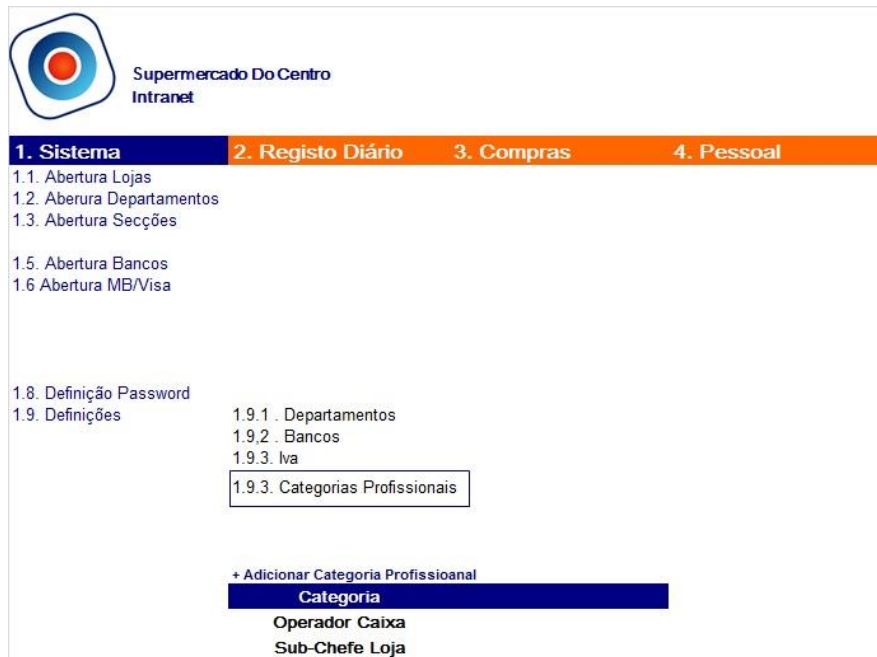 Supermercado Do Centro
Intranet
1. Sistema 2. Registo Diário 3. Compras 4. Pessoal
1.1. Abertura Lojas
1.2. Aberura Departamentos
1.3. Abertura Secções
1.5. Abertura Bancos
1.6 Abertura MB/Visa
1.8. Definição Password
1.9. Definições 1.9.1 . Departamentos
1.9,2 . Bancos
1.9.3. Iva
1.9.3. Categorias Profissionais
+ Adicionar Categoria Profissioanal
Categoria
Operador Caixa
Sub-Chefe Loja